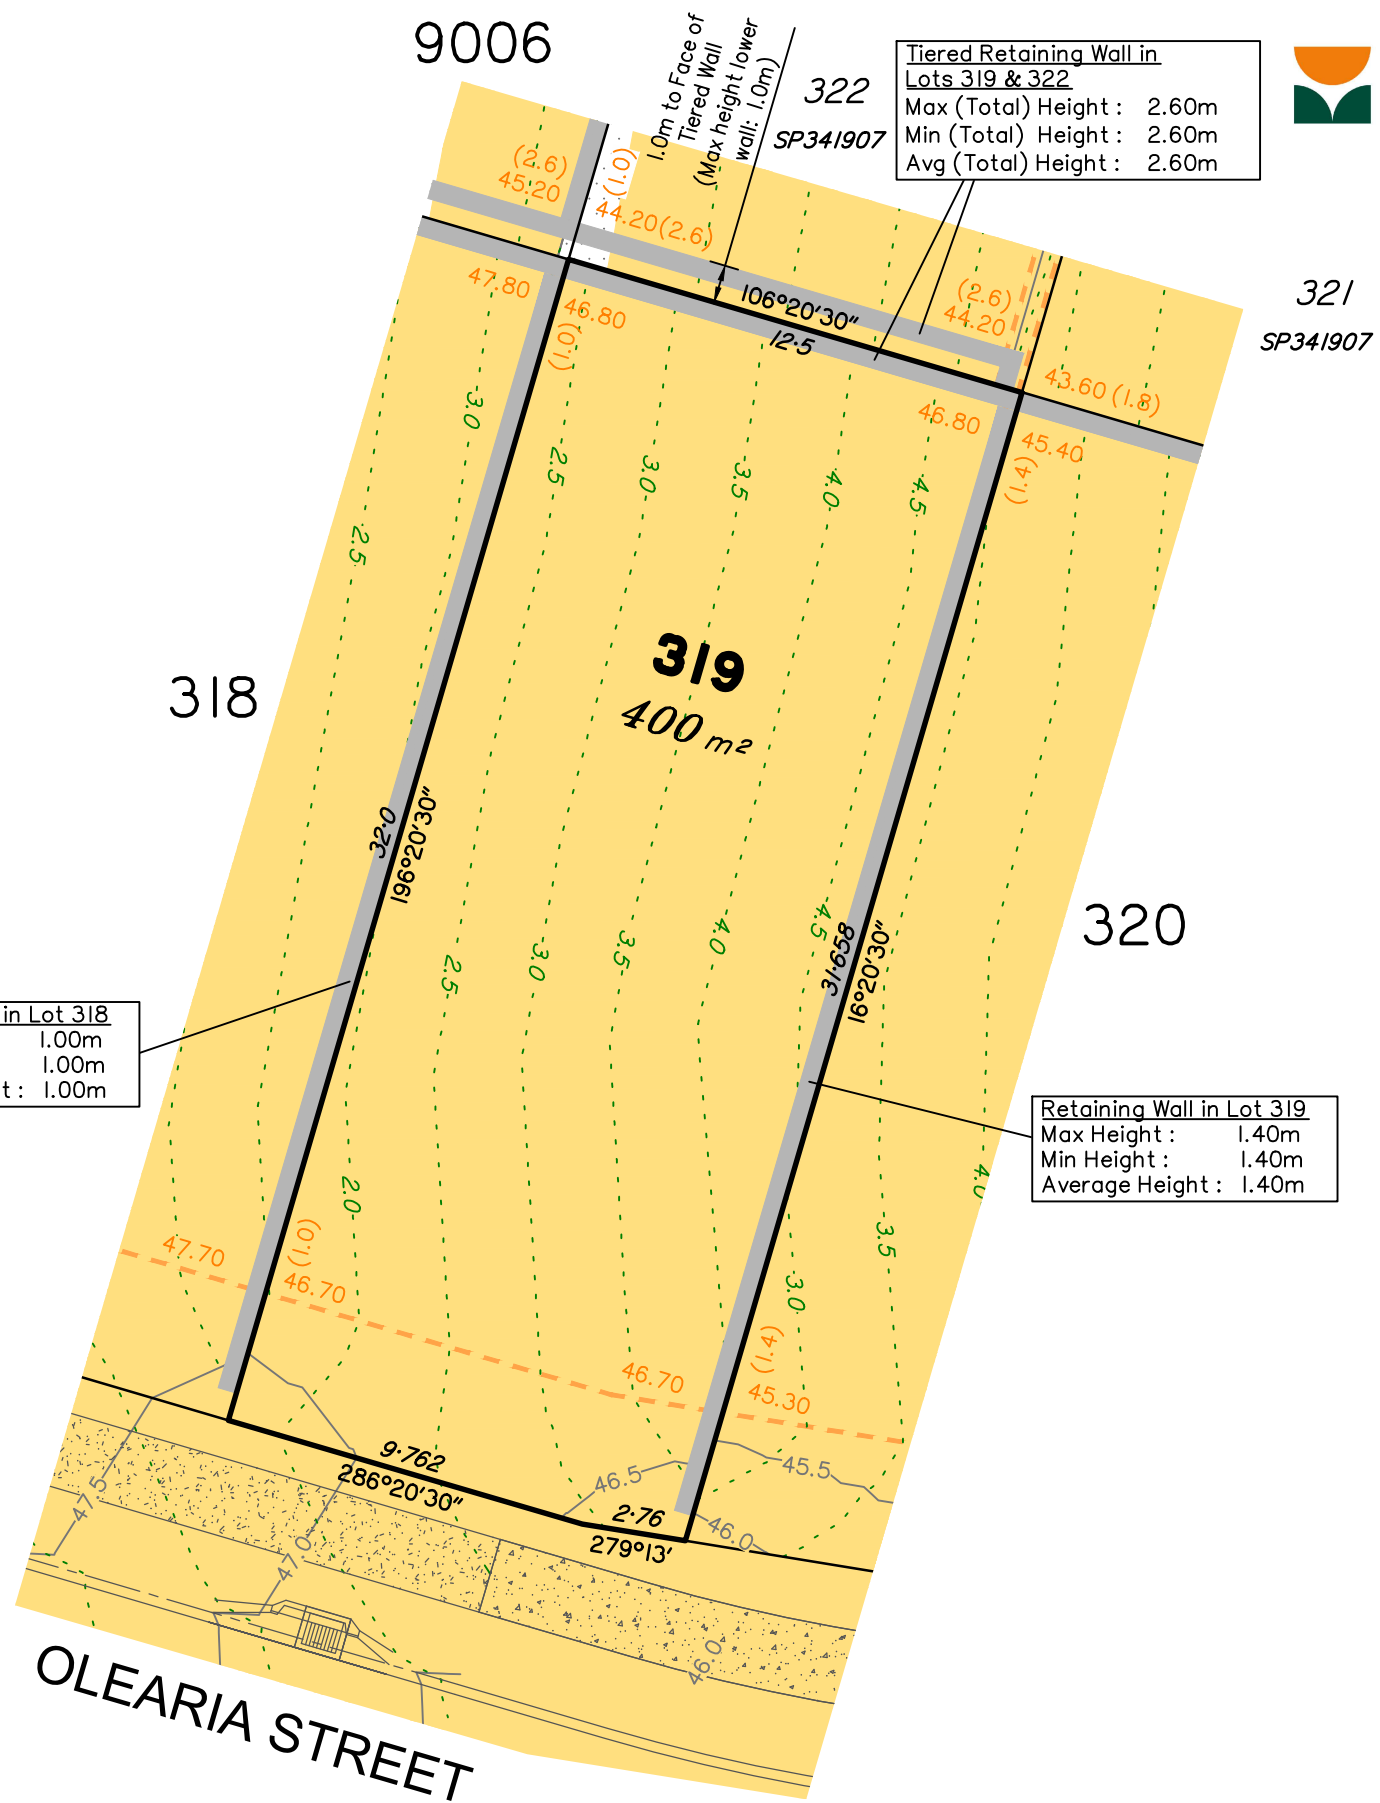 9006
1.0m to Face of
Tiered Wall
(Max height lower
wall: 1.0m)
322
SP341907
Tiered Retaining Wall in
Lots 319 & 322
Max (Total) Height : 2.60m
Min (Total) Height : 2.60m
Avg (Total) Height : 2.60m
(2.6)
45.20
(1.0)
44.20(2.6)
(2.6)
44.20
321
SP341907
47.80
46.80
(1.0)
106°20'30"
12·5
43.60 (1.8)
46.80
45.40
(1.4)
3.0
2.5
2.5
3.0
3.5
4.0
4.5
319
400 m²
318
32·0
196°20'30"
320
31·658
16°20'30"
2.5
3.0
3.5
4.0
4.5
in Lot 318
1.00m
1.00m
t : 1.00m
Retaining Wall in Lot 319
Max Height : 1.40m
Min Height : 1.40m
Average Height : 1.40m
2.0
4.0
3.5
3.0
47.70
(1.0)
46.70
46.70
(1.4)
45.30
9·762
286°20'30"
2·76
279°13'
46.5
45.5
46.0
47.5
47.0
46.0
OLEARIA STREET